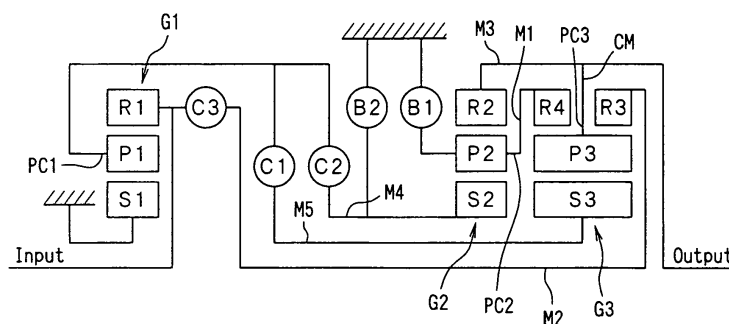 G1
M3
M1
PC3
CM
R1
C3
B2
B1
R2
R4
R3
P1
C1
C2
P2
P3
PC1
S1
M4
S2
S3
M5
Input
Output
G2
PC2
M2
G3